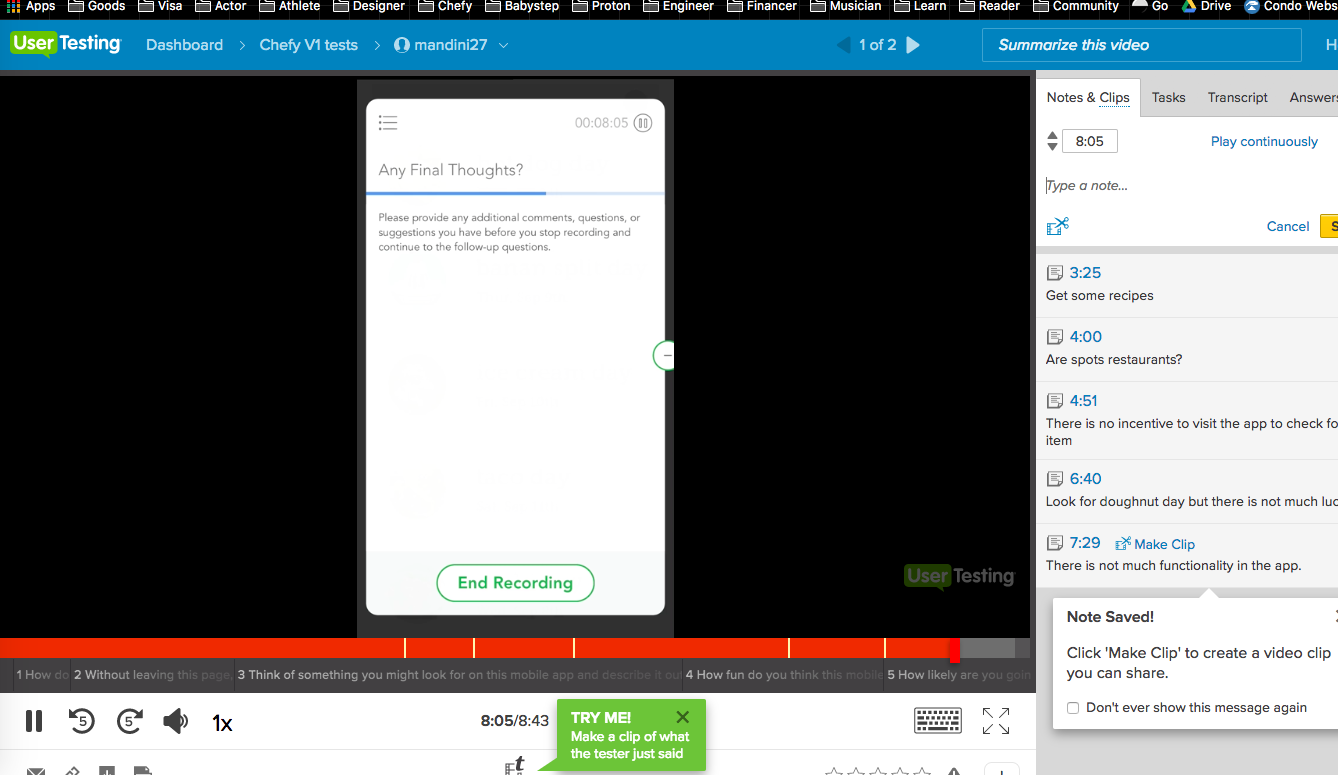 Apps Goods Visa Actor Athlete Designer Chefy Babystep Proton Engineer Financer Musician Learn Reader Community Go Drive Condo Webs
UserTesting Dashboard > Chefy V1 tests > mandini27 1 of 2 Summarize this video H
Notes & Clips Tasks Transcript Answers
00:08:05
8:05 Play continuously
Any Final Thoughts?
Type a note...
Please provide any additional comments, questions, or
suggestions you have before you stop recording and
continue to the follow-up questions.
Cancel S
3:25
Get some recipes
4:00
Are spots restaurants?
4:51
There is no incentive to visit the app to check fo
item
6:40
Look for doughnut day but there is not much luc
7:29 Make Clip
There is not much functionality in the app.
End Recording
UserTesting
Note Saved!
Click 'Make Clip' to create a video clip
you can share.
Don't ever show this message again
1 How do 2 Without leaving this page, 3 Think of something you might look for on this mobile app and describe it ou 4 How fun do you think this mobile 5 How likely are you goin
5 5 1x 8:05/8:43
TRY ME!
Make a clip of what
the tester just said
t